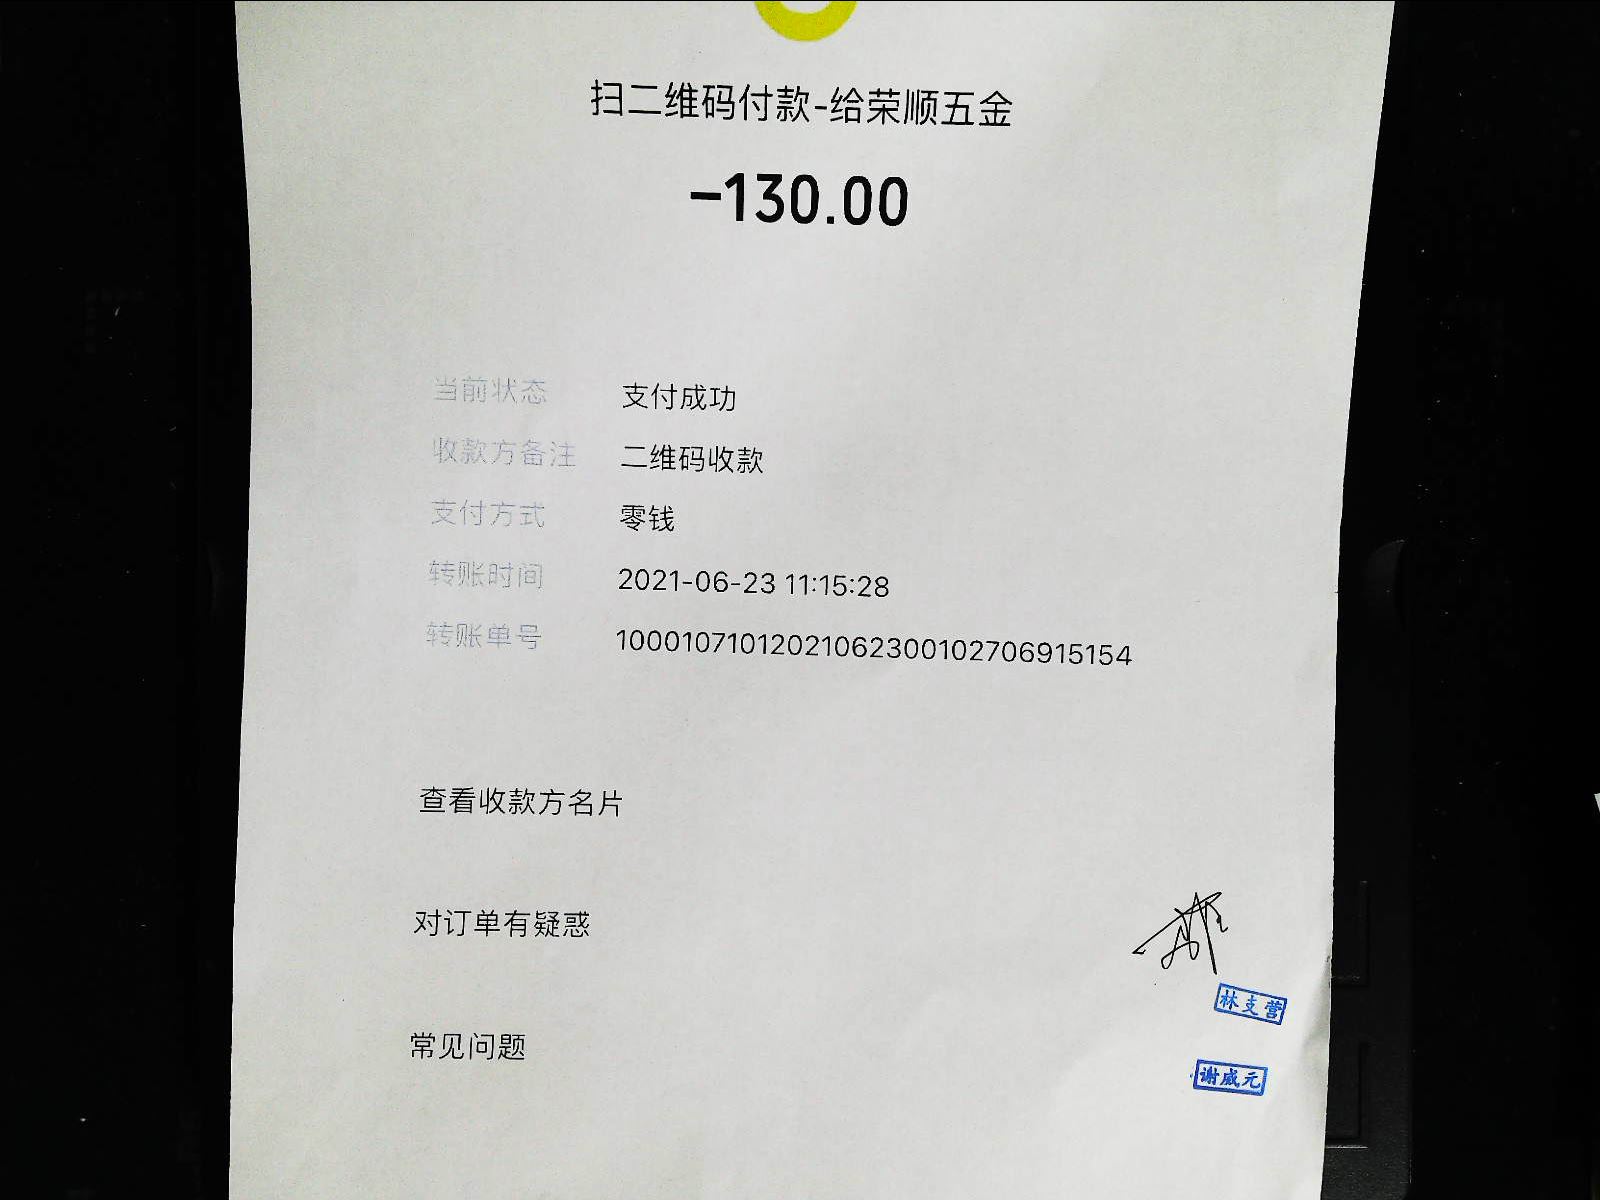 扫二维码付款-给荣顺五金
-130.00
当前状态 支付成功
收款方备注 二维码收款
支付方式 零钱
转账时间 2021-06-23 11:15:28
转账单号 1000107101202106230010270691​5154
查看收款方名片
对订单有疑惑
常见问题
林支营
谢威元